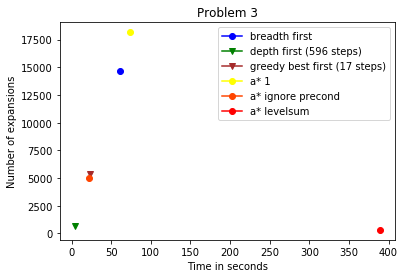 Problem 3
breadth first
depth first (596 steps)
greedy best first (17 steps)
a* 1
a* ignore precond
a* levelsum
Number of expansions
17500
15000
12500
10000
7500
5000
2500
0
0 50 100 150 200 250 300 350 400
Time in seconds